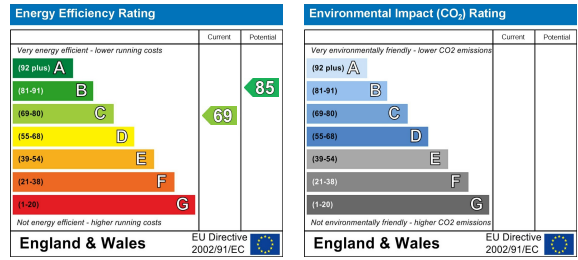 Energy Efficiency Rating
Current Potential
Very energy efficient - lower running costs
(92 plus) A
(81-91) B
(69-80) C
(55-68) D
(39-54) E
(21-38) F
(1-20) G
69
85
Not energy efficient - higher running costs
England & Wales
EU Directive
2002/91/EC
Environmental Impact (CO₂) Rating
Current Potential
Very environmentally friendly - lower CO2 emissions
(92 plus) A
(81-91) B
(69-80) C
(55-68) D
(39-54) E
(21-38) F
(1-20) G
Not environmentally friendly - higher CO2 emissions
England & Wales
EU Directive
2002/91/EC